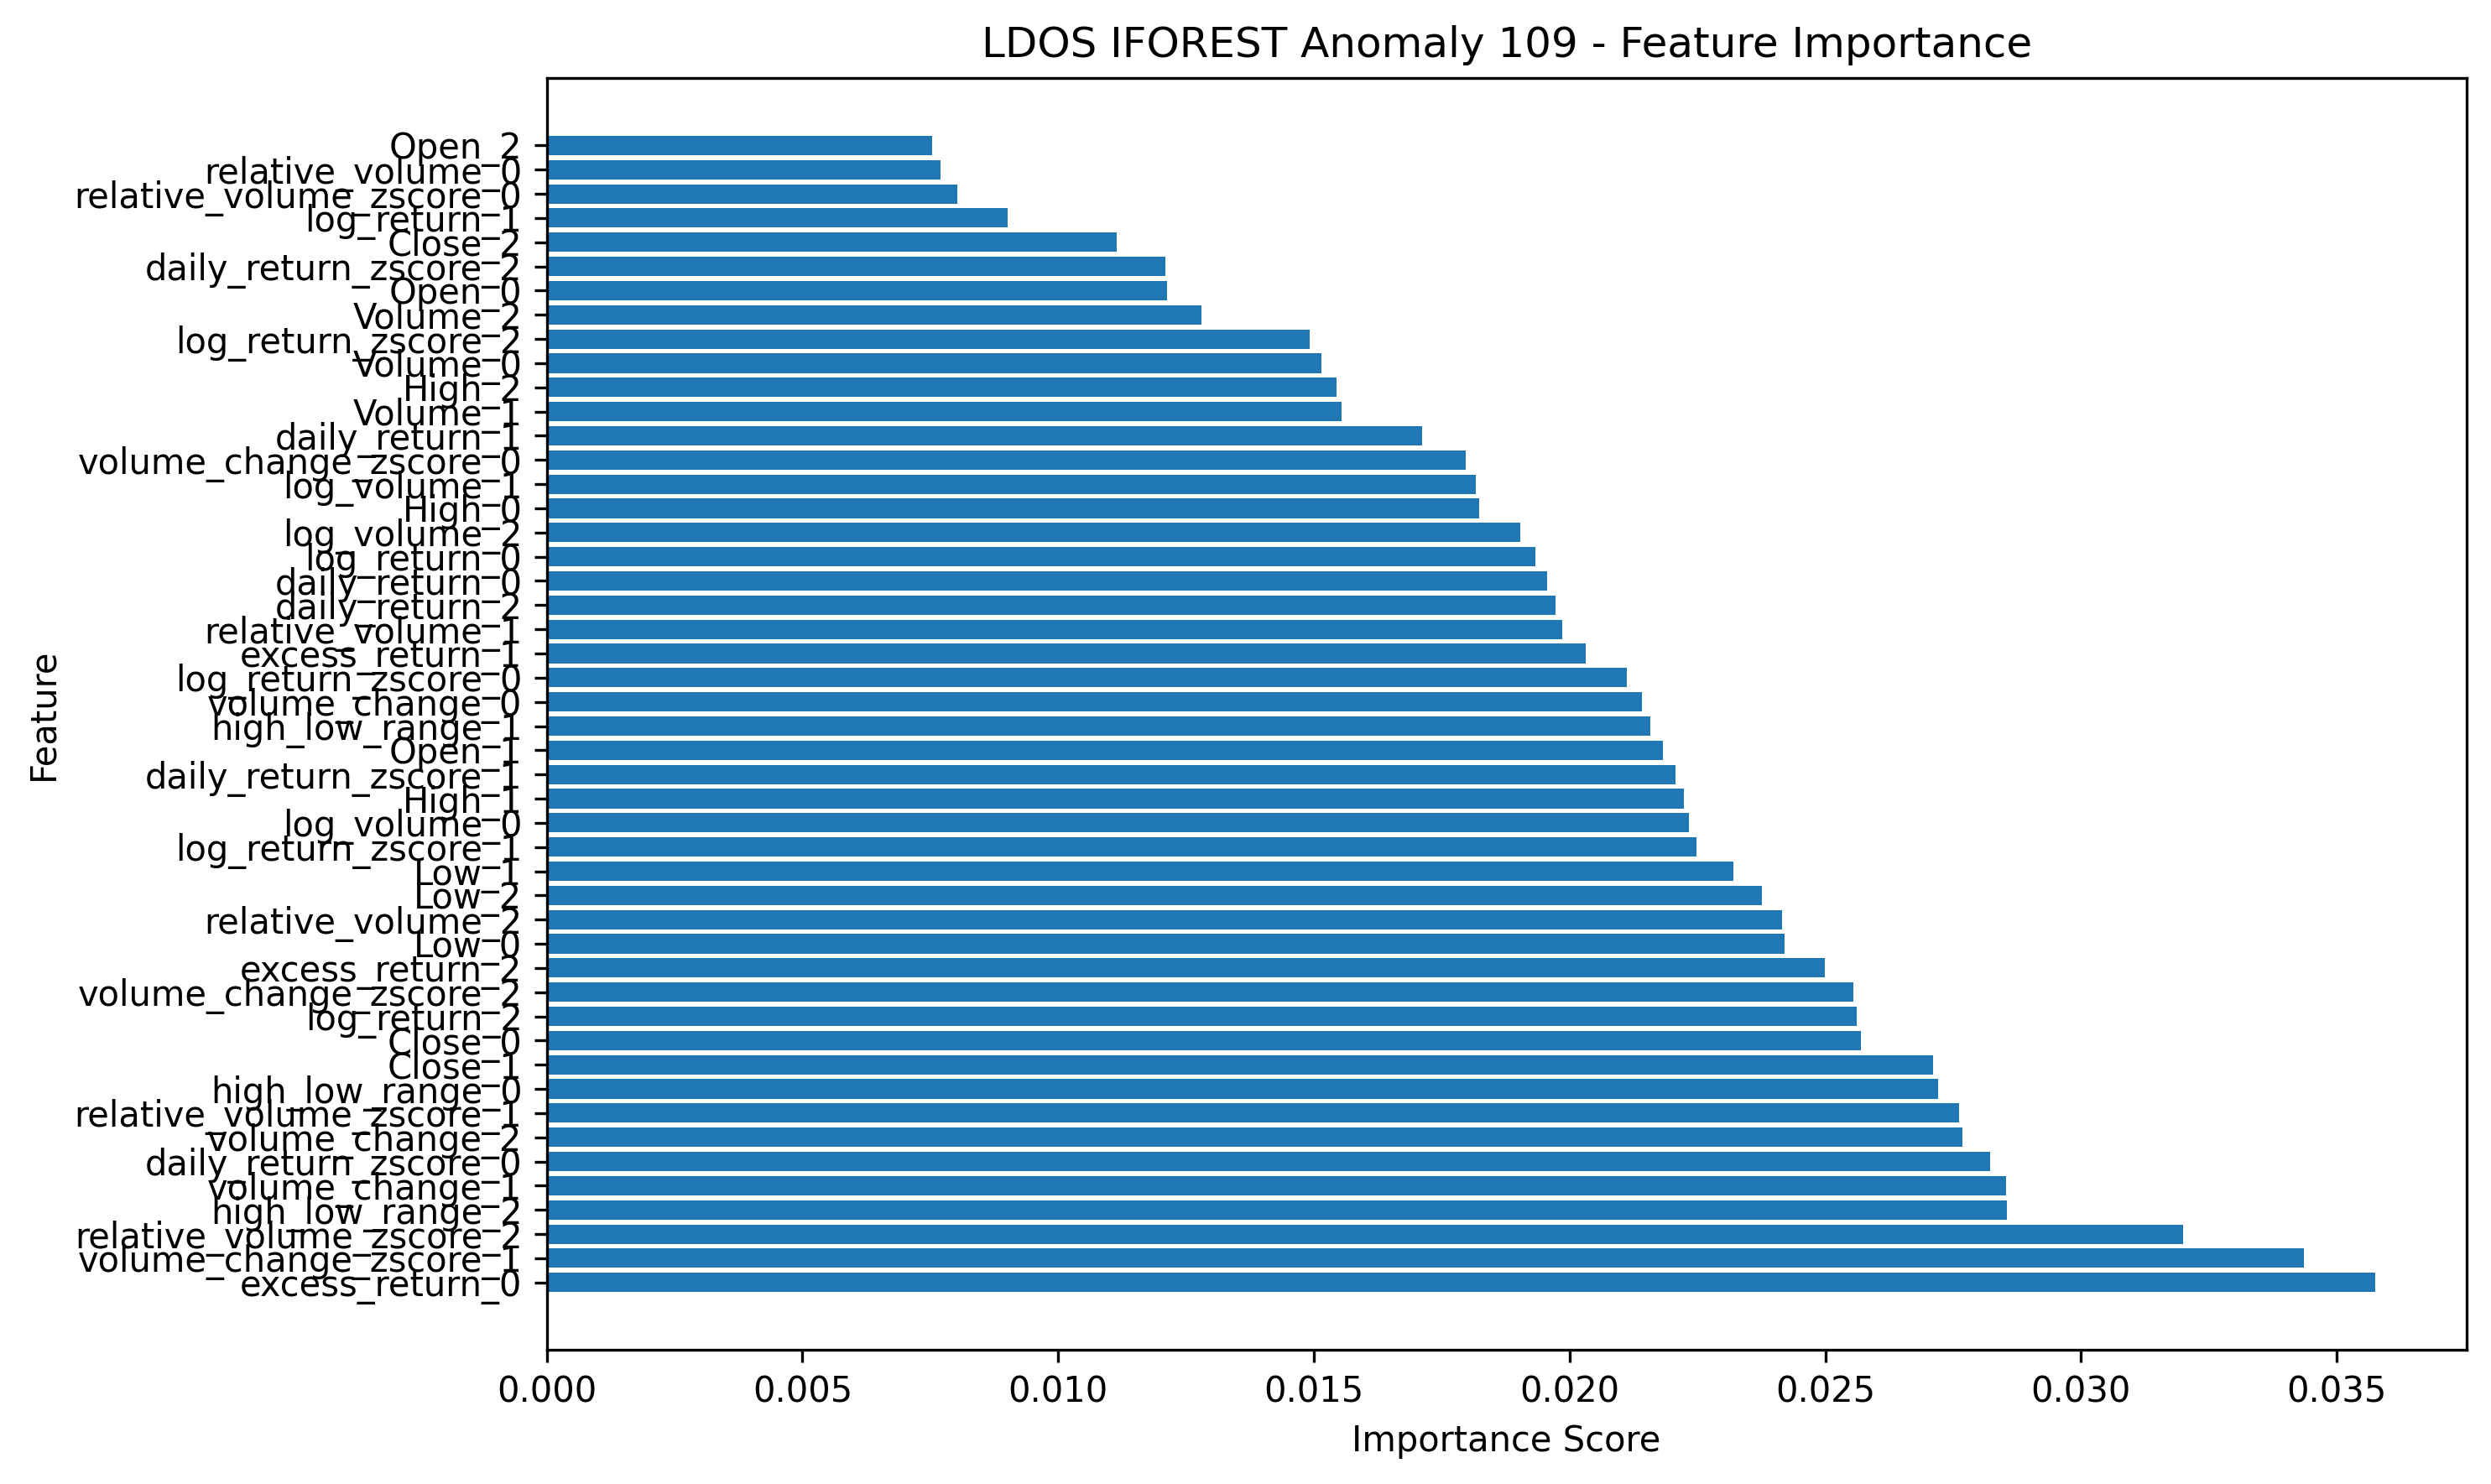 LDOS IFOREST Anomaly 109 - Feature Importance
Open_2
relative_volume_0
relative_volume_zscore_0
log_return_1
Close_2
daily_return_zscore_2
Open_0
Volume_2
log_return_zscore_2
Volume_0
High_2
Volume_1
daily_return_1
volume_change_zscore_0
log_volume_1
High_0
log_volume_2
log_return_0
daily_return_0
daily_return_2
relative_volume_1
excess_return_1
log_return_zscore_0
volume_change_0
high_low_range_1
Open_1
daily_return_zscore_1
High_1
log_volume_0
log_return_zscore_1
Low_1
Low_2
relative_volume_2
Low_0
excess_return_2
volume_change_zscore_2
log_return_2
Close_0
Close_1
high_low_range_0
relative_volume_zscore_1
volume_change_2
daily_return_zscore_0
volume_change_1
high_low_range_2
relative_volume_zscore_2
volume_change_zscore_1
excess_return_0
Feature
0.000 0.005 0.010 0.015 0.020 0.025 0.030 0.035
Importance Score